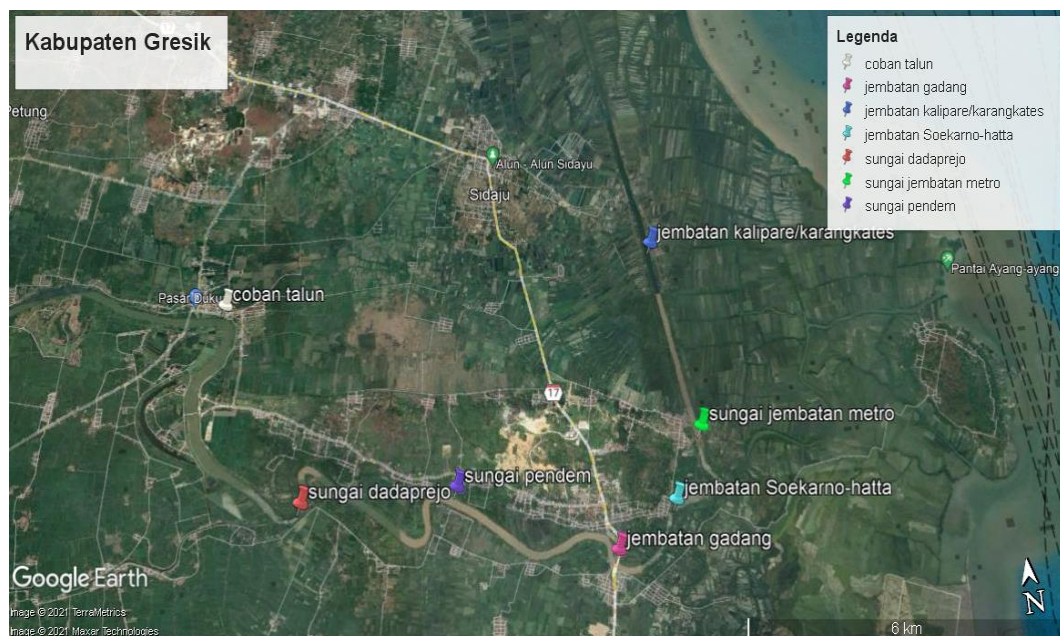 Kabupaten Gresik
Legenda
coban talun
jembatan gadang
jembatan kalipare/karangkates
jembatan Soekarno-hatta
sungai dadaprejo
sungai jembatan metro
sungai pendem
Petung
Alun - Alun Sidayu
Sidaju
jembatan kalipare/karangkates
Pantai Ayang-ayang
Pasar Duku
coban talun
17
sungai jembatan metro
sungai pendem
sungai dadaprejo
jembatan Soekarno-hatta
jembatan gadang
Google Earth
Image © 2021 TerraMetrics
Image © 2021 Maxar Technologies
N
6 km